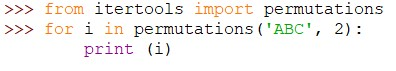 >>> from itertools import permutations
>>> for i in permutations('ABC', 2):
        print (i)